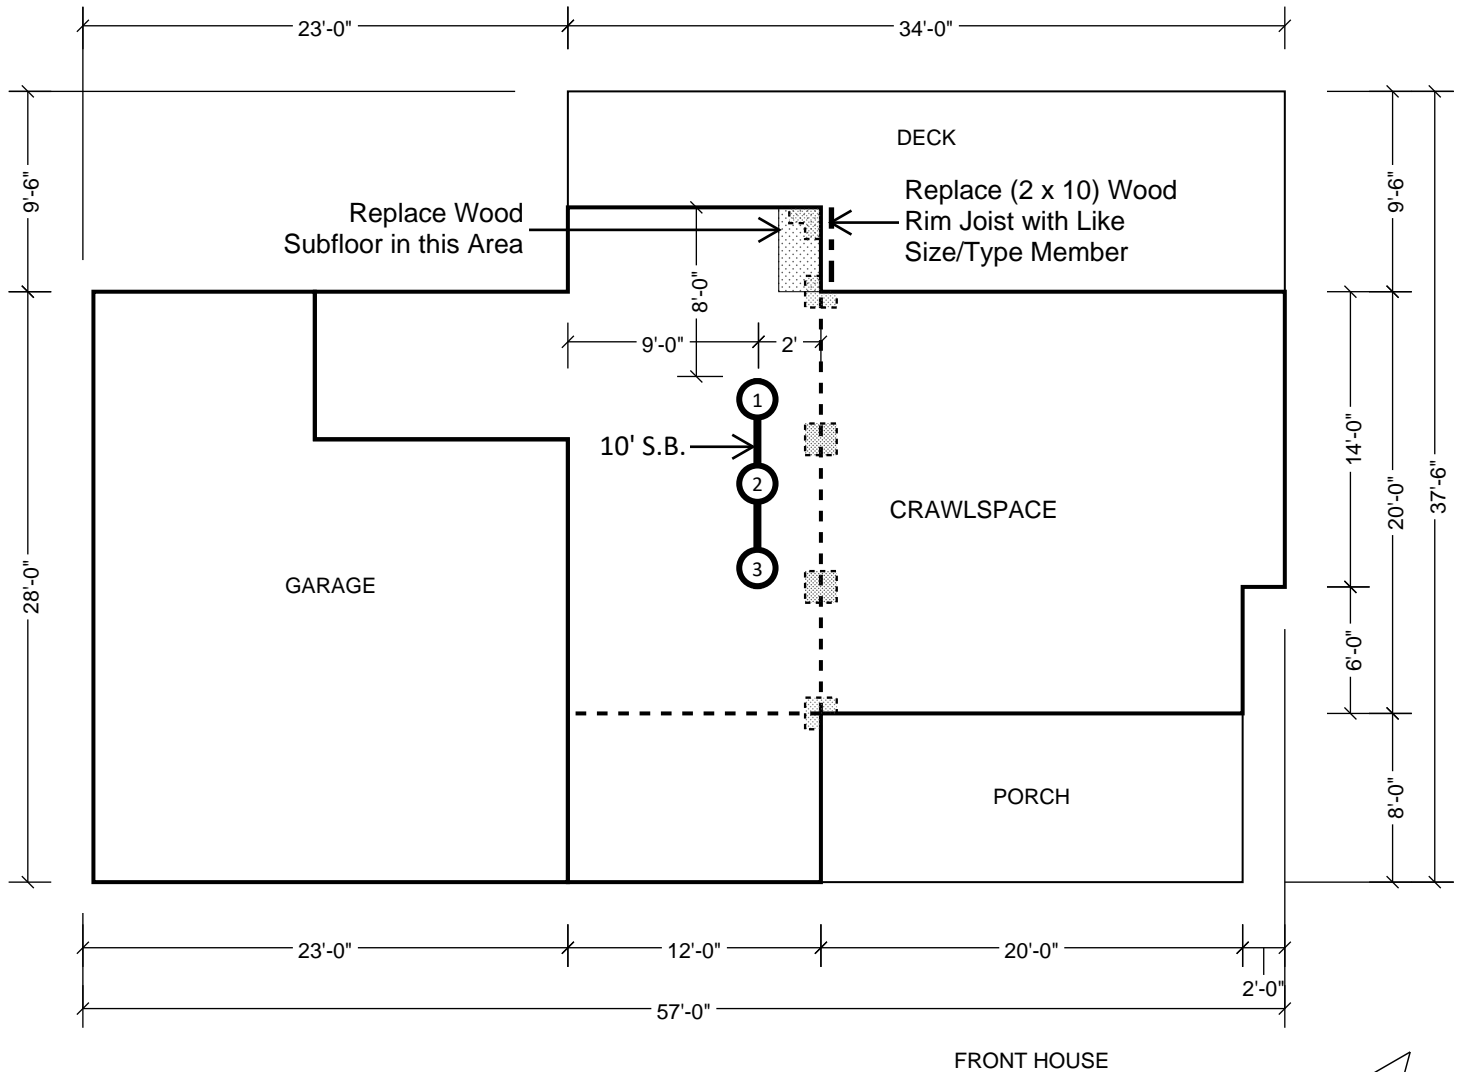 23'-0"
34'-0"
DECK
9'-6"
Replace Wood
Subfloor in this Area
Replace (2 x 10) Wood
Rim Joist with Like
Size/Type Member
9'-6"
8'-0"
9'-0"
2'
1
10' S.B.
2
3
14'-0"
20'-0"
37'-6"
CRAWLSPACE
GARAGE
28'-0"
6'-0"
PORCH
8'-0"
23'-0"
12'-0"
20'-0"
2'-0"
57'-0"
FRONT HOUSE